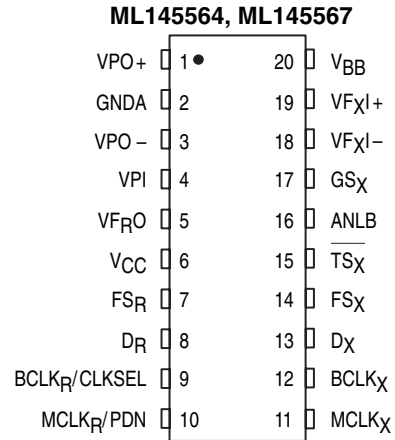 ML145564, ML145567
VPO+ 1 20 VBB
GNDA 2 19 VFXI+
VPO– 3 18 VFXI–
VPI 4 17 GSX
VFRO 5 16 ANLB
VCC 6 15 TSX
FSR 7 14 FSX
DR 8 13 DX
BCLKR/CLKSEL 9 12 BCLKX
MCLKR/PDN 10 11 MCLKX